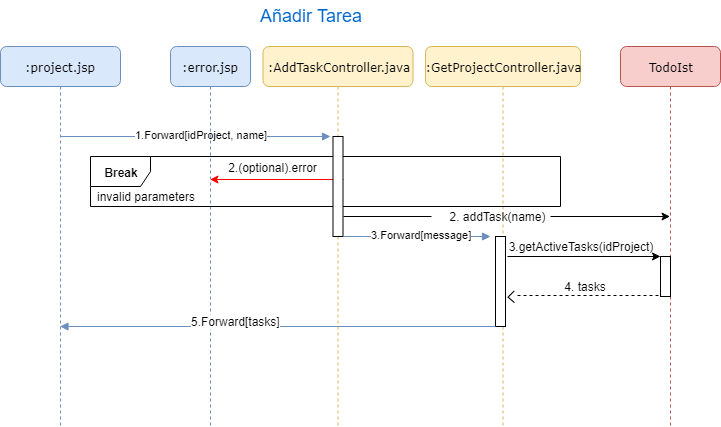 Añadir Tarea
:project.jsp
:error.jsp
:AddTaskController.java
:GetProjectController.java
TodoIst
1.Forward[idProject, name]
Break
2.(optional).error
invalid parameters
2. addTask(name)
3.Forward[message]
3.getActiveTasks(idProject)
4. tasks
5.Forward[tasks]